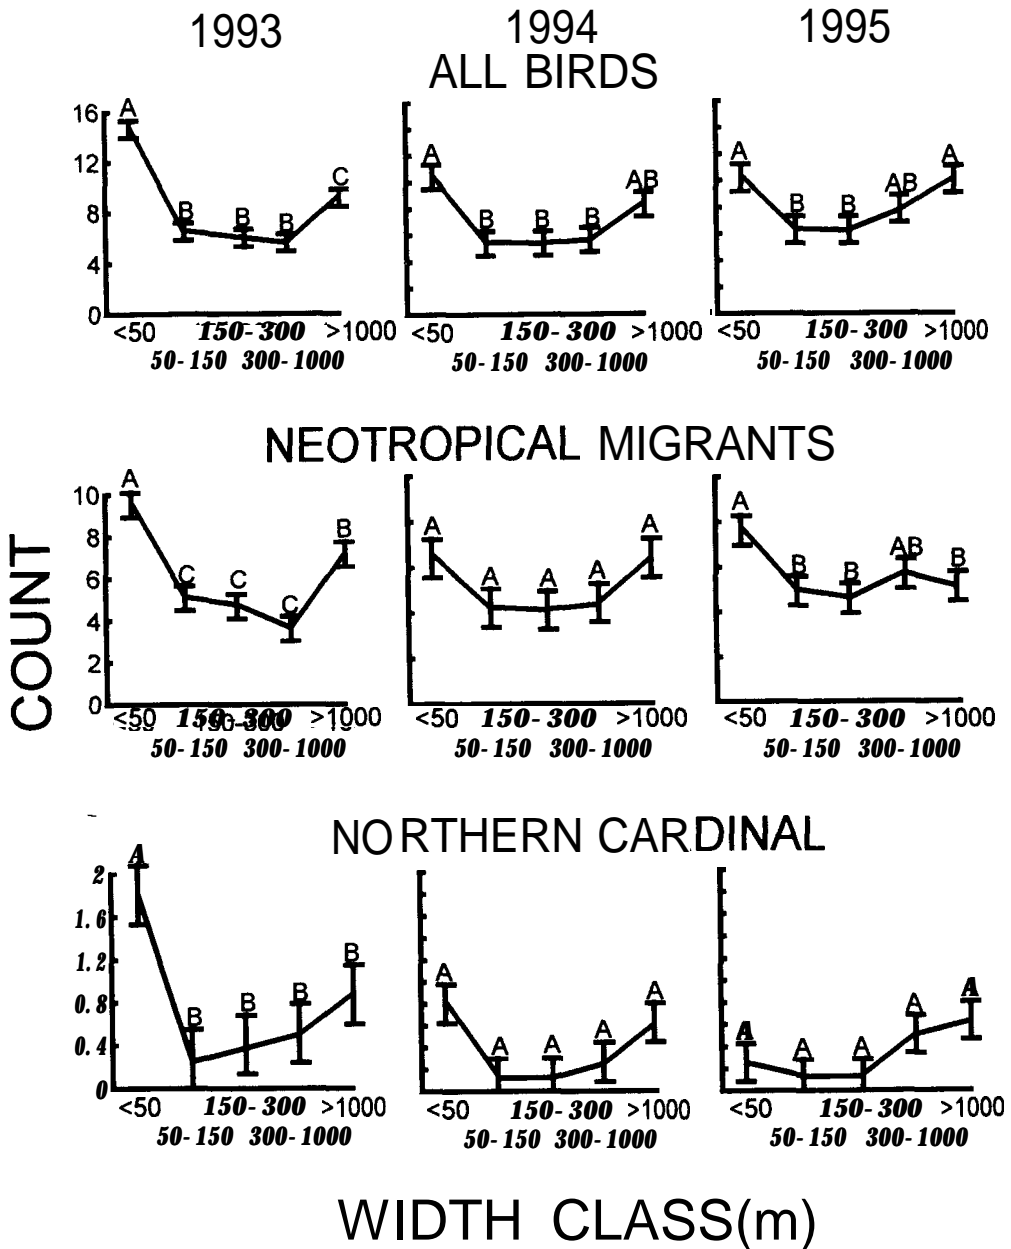 1993 1994 1995
ALL BIRDS
16 A A A
12 C AB AB A
8 B B B B B B B B
4
0
<50 150-300 >1000 <50 150-300 >1000 <50 150-300 >1000
50-150 300-1000 50-150 300-1000 50-150 300-1000
NEOTROPICAL MIGRANTS
10 A A A A
8 B AB
6 C C A A A B B B
4 C
2
0
<50 150-300 >1000 <50 150-300 >1000 <50 150-300 >1000
50-150 300-1000 50-150 300-1000 50-150 300-1000
COUNT
NORTHERN CARDINAL
A
2
1.6
1.2 B A A A
0.8 B B B A A
0.4 A A A A A A
0
<50 150-300 >1000 <50 150-300 >1000 <50 150-300 >1000
50-150 300-1000 50-150 300-1000 50-150 300-1000
WIDTH CLASS(m)